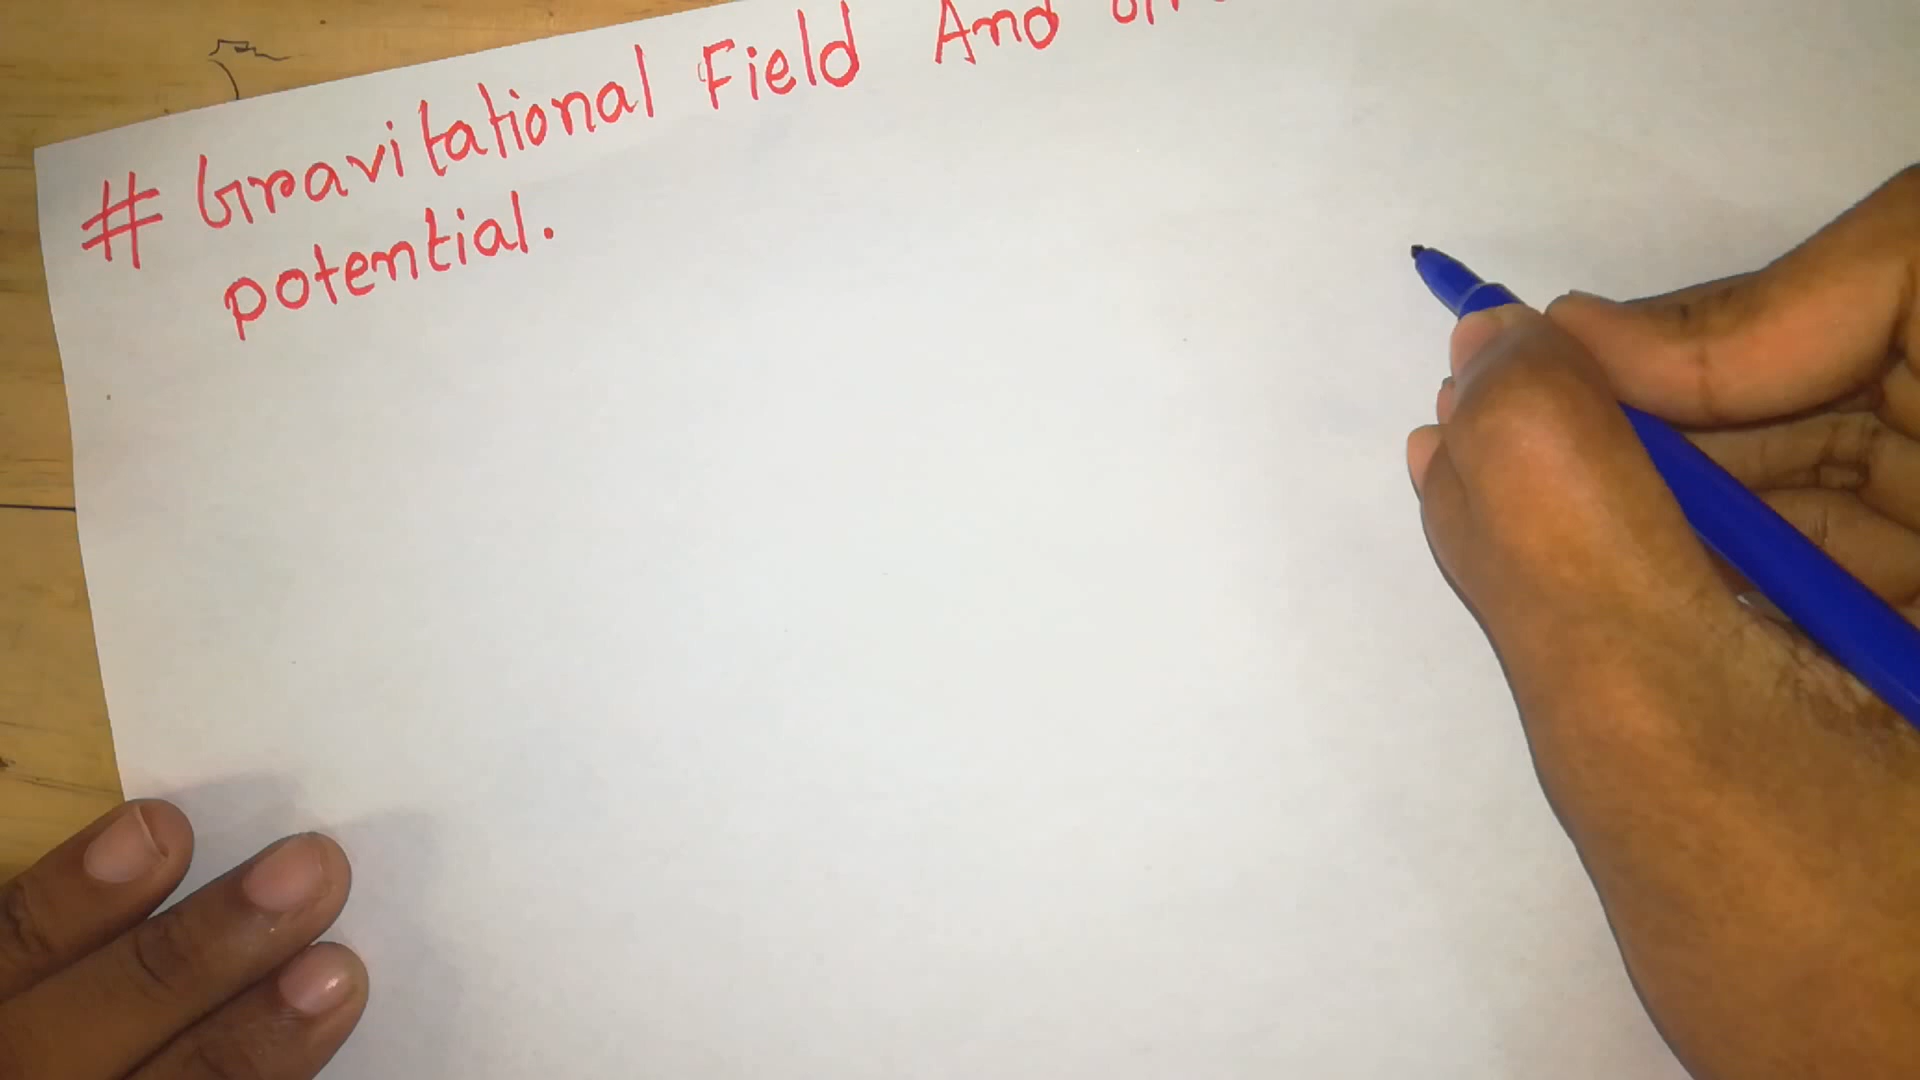 # Gravitational Field And
potential.